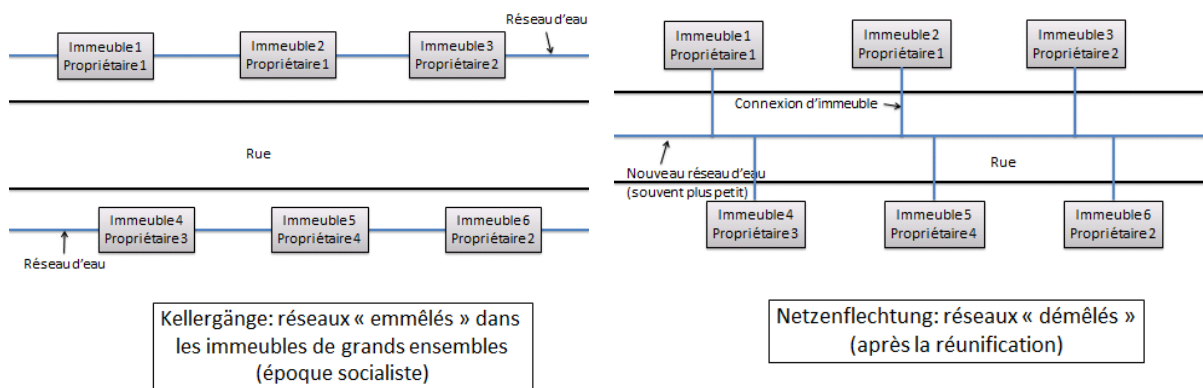 Réseau d'eau
Immeuble1
Propriétaire1
Immeuble2
Propriétaire1
Immeuble3
Propriétaire2
Rue
Immeuble4
Propriétaire3
Immeuble5
Propriétaire4
Immeuble6
Propriétaire2
Réseau d'eau
Kellergänge: réseaux « emmêlés » dans
les immeubles de grands ensembles
(époque socialiste)
Immeuble1
Propriétaire1
Immeuble2
Propriétaire1
Immeuble3
Propriétaire2
Connexion d'immeuble
Rue
Nouveau réseau d'eau
(souvent plus petit)
Immeuble4
Propriétaire3
Immeuble5
Propriétaire4
Immeuble6
Propriétaire2
Netzenflechtung: réseaux « démêlés »
(après la réunification)